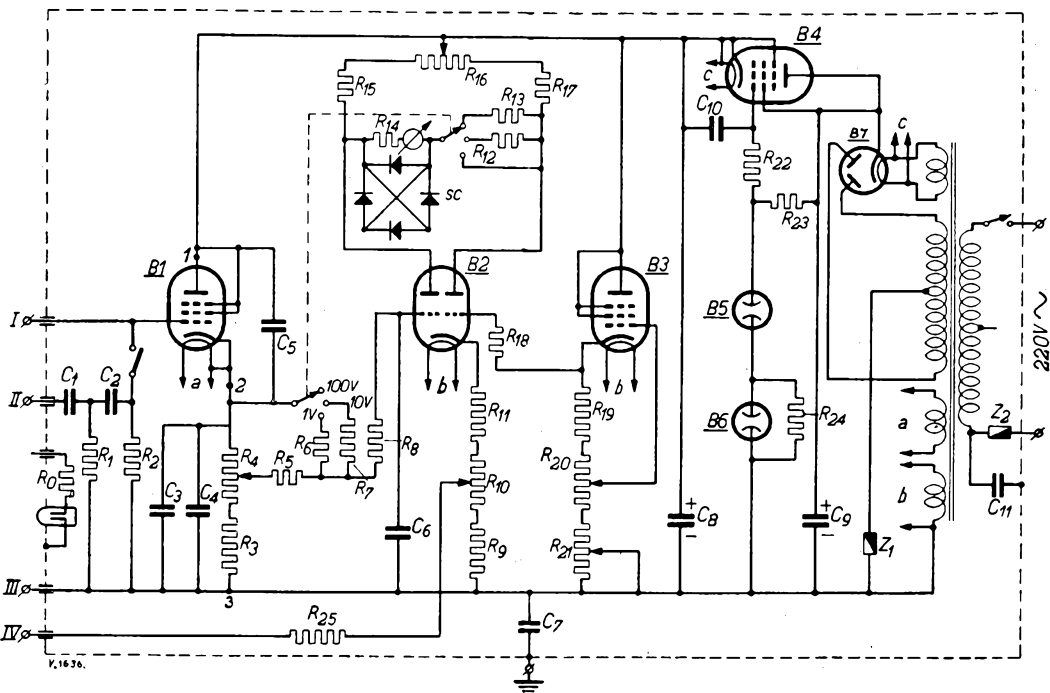 B4
R16
R15
R17
c
C10
R13
R14
R12
B7
c
R22
SC
R23
1
B1
B2
B3
I
C5
R18
B5
220V ~
a
b
b
2
100V
10V
1V
II
C1
C2
R11
R19
B6
R24
a
Z2
R0
R1
R2
R4
R5
R6
R7
R8
R10
R20
b
C11
C3
C4
R3
C6
R9
R21
+
C8
−
+
C9
−
Z1
III
3
IV
R25
C7
V.1636.